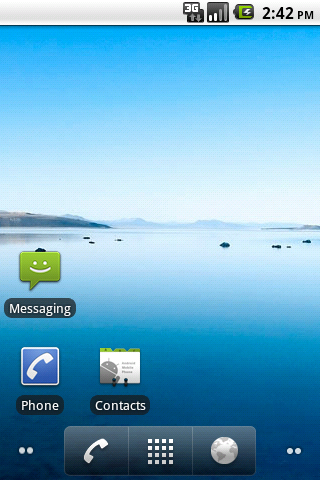 3G
2:42 PM
Messaging
Phone
Contacts